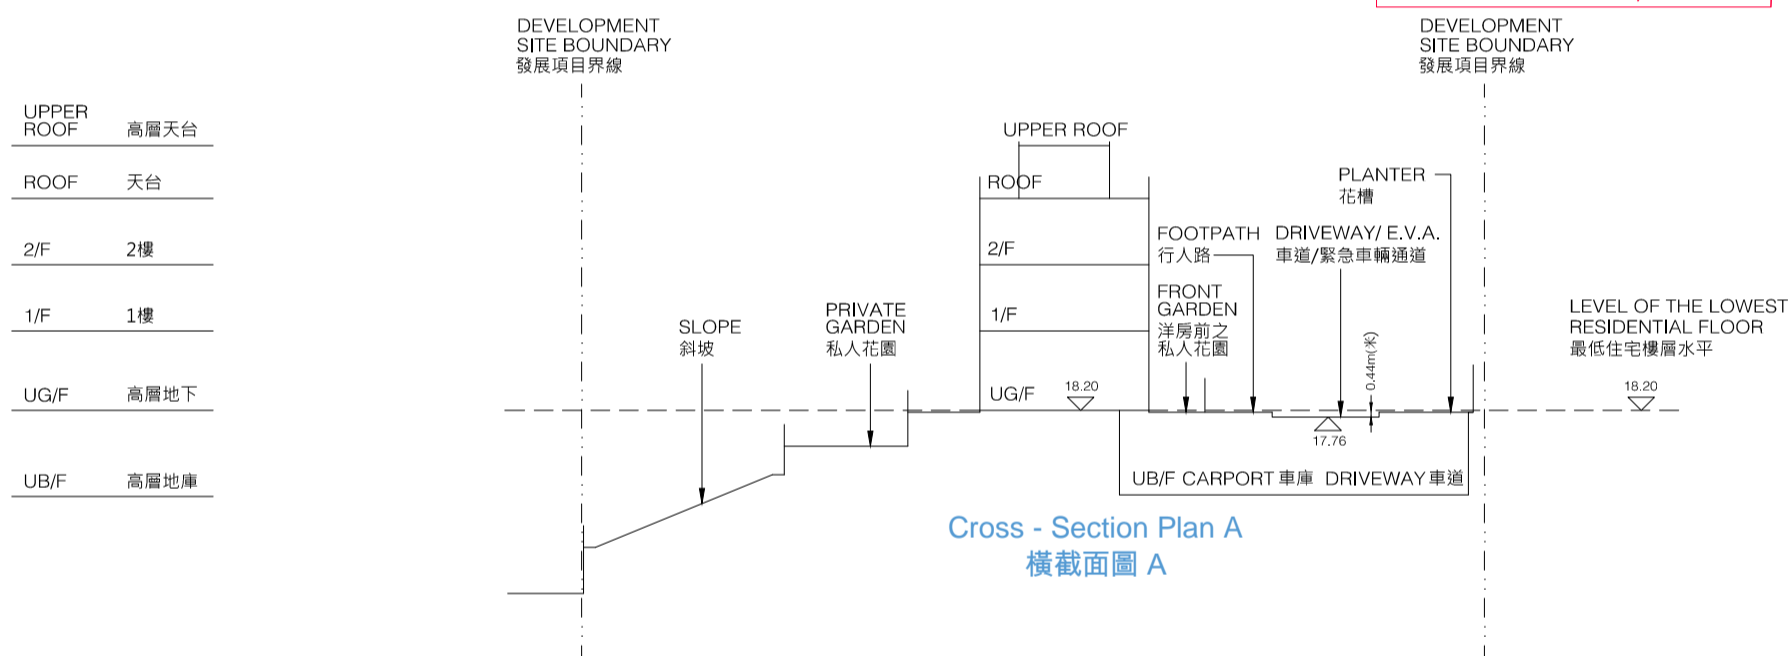 DEVELOPMENT
SITE BOUNDARY
發展項目界線
DEVELOPMENT
SITE BOUNDARY
發展項目界線
UPPER
ROOF 高層天台
ROOF 天台
2/F 2樓
1/F 1樓
UG/F 高層地下
UB/F 高層地庫
SLOPE
斜坡
PRIVATE
GARDEN
私人花園
UPPER ROOF
ROOF
2/F
1/F
UG/F
18.20
FOOTPATH
行人路
FRONT
GARDEN
洋房前之
私人花園
DRIVEWAY/ E.V.A.
車道/緊急車輛通道
PLANTER
花槽
0.44m(米)
17.76
UB/F CARPORT 車庫 DRIVEWAY 車道
LEVEL OF THE LOWEST
RESIDENTIAL FLOOR
最低住宅樓層水平
18.20
Cross - Section Plan A
橫截面圖 A